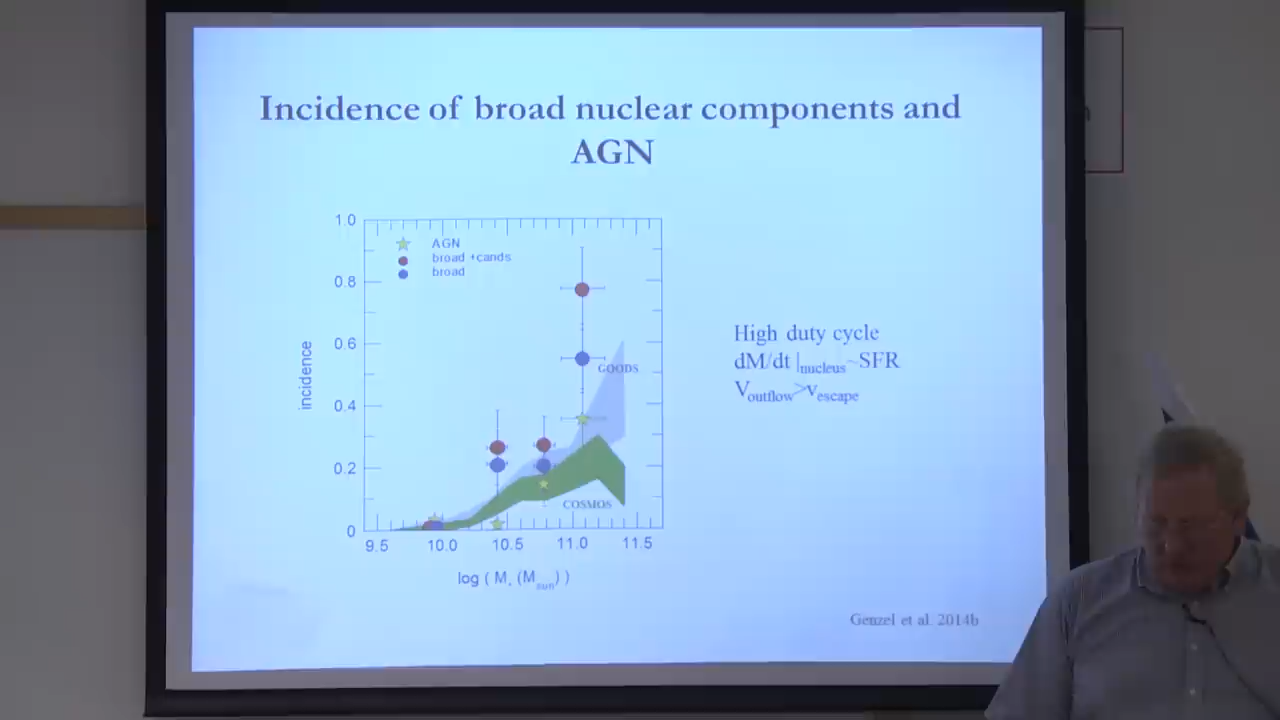 Incidence of broad nuclear components and
AGN
1.0
0.8
0.6
0.4
0.2
0
incidence
AGN
broad +cands
broad
GOODS
COSMOS
9.5 10.0 10.5 11.0 11.5
log ( M* (Msun) )
High duty cycle
dM/dt |nucleus~SFR
Voutflow>vescape
Genzel et al. 2014b